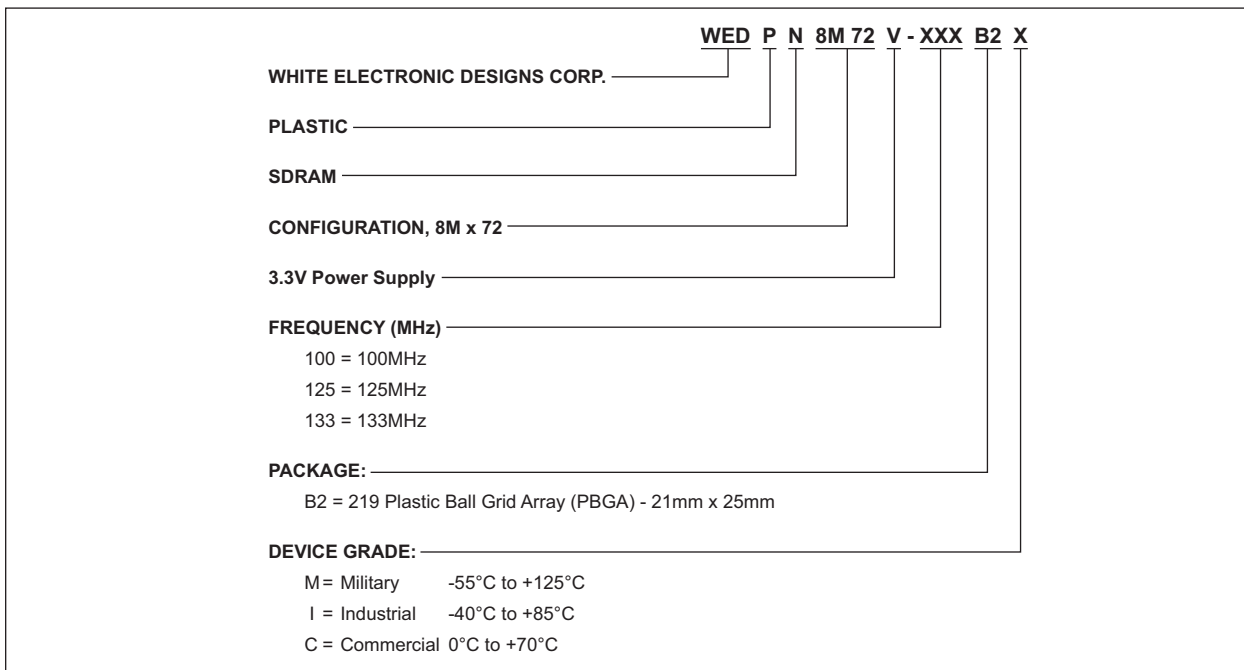 WED P N 8M 72 V - XXX B2 X
WHITE ELECTRONIC DESIGNS CORP.
PLASTIC
SDRAM
CONFIGURATION, 8M x 72
3.3V Power Supply
FREQUENCY (MHz)
100 = 100MHz
125 = 125MHz
133 = 133MHz
PACKAGE:
B2 = 219 Plastic Ball Grid Array (PBGA) - 21mm x 25mm
DEVICE GRADE:
M = Military -55°C to +125°C
I = Industrial -40°C to +85°C
C = Commercial 0°C to +70°C